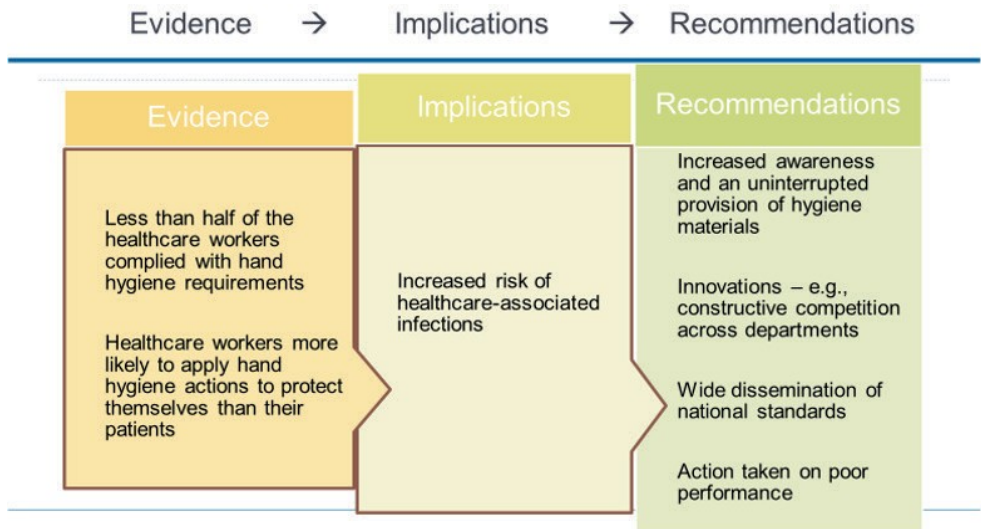 Evidence → Implications → Recommendations
Evidence
Less than half of the
healthcare workers
complied with hand
hygiene requirements
Healthcare workers more
likely to apply hand
hygiene actions to protect
themselves than their
patients
Implications
Increased risk of
healthcare-associated
infections
Recommendations
Increased awareness
and an uninterrupted
provision of hygiene
materials
Innovations – e.g.,
constructive competition
across departments
Wide dissemination of
national standards
Action taken on poor
performance